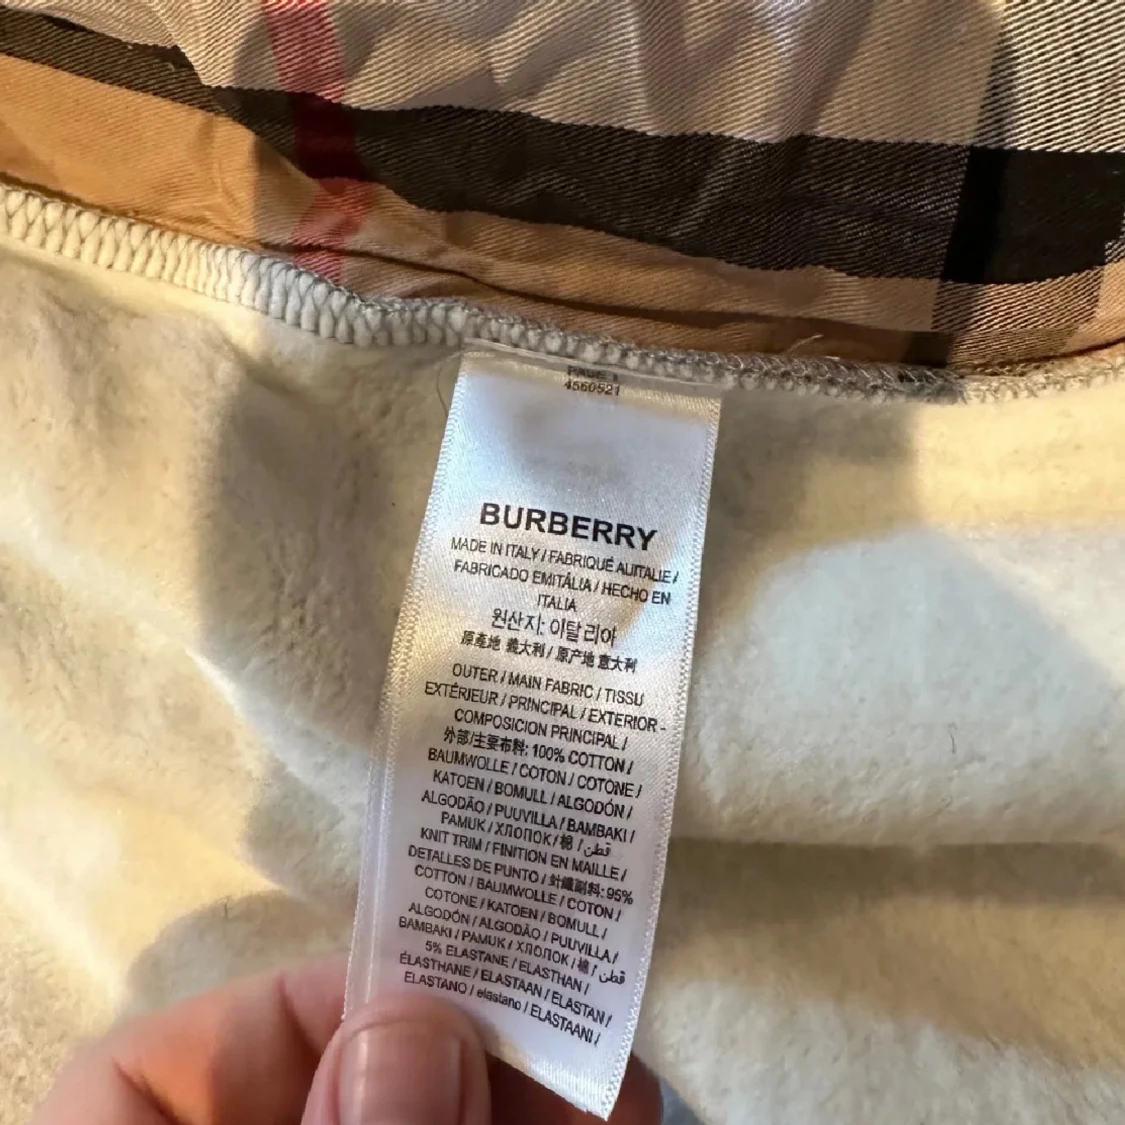 PAGE 1
4560521
BURBERRY
MADE IN ITALY / FABRIQUÉ AUITALIE /
FABRICADO EMITÁLIA / HECHO EN
ITALIA
원산지: 이탈리아
原產地 義大利 / 原产地 意大利
OUTER / MAIN FABRIC / TISSU
EXTÉRIEUR / PRINCIPAL / EXTERIOR -
COMPOSICION PRINCIPAL /
外部/主要布料: 100% COTTON /
BAUMWOLLE / COTON / COTONE /
KATOEN / BOMULL / ALGODÓN /
ALGODÃO / PUUVILLA / BAMBAKI /
PAMUK / ХЛОПОК / 棉 / قطن /
KNIT TRIM / FINITION EN MAILLE /
DETALLES DE PUNTO / 針織副料: 95%
COTTON / BAUMWOLLE / COTON /
COTONE / KATOEN / BOMULL /
ALGODÓN / ALGODÃO / PUUVILLA /
BAMBAKI / PAMUK / ХЛОПОК / 棉 / قطن
5% ELASTANE / ELASTHAN /
ÉLASTHANE / ELASTAAN / ELASTAN /
ELASTANO / elastano / ELASTAANI /